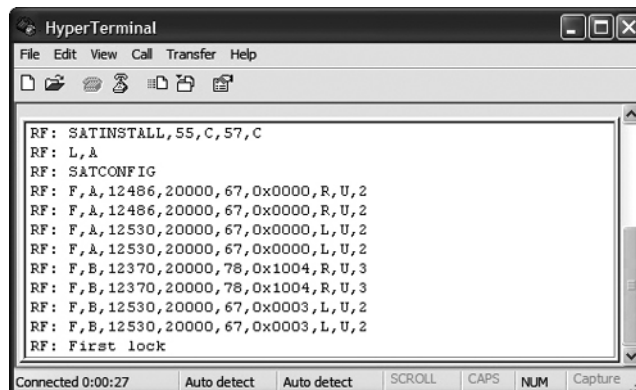 HyperTerminal
File Edit View Call Transfer Help
RF: SATINSTALL,55,C,57,C
RF: L,A
RF: SATCONFIG
RF: F,A,12486,20000,67,0x0000,R,U,2
RF: F,A,12486,20000,67,0x0000,R,U,2
RF: F,A,12530,20000,67,0x0000,L,U,2
RF: F,A,12530,20000,67,0x0000,L,U,2
RF: F,B,12370,20000,78,0x1004,R,U,3
RF: F,B,12370,20000,78,0x1004,R,U,3
RF: F,B,12530,20000,67,0x0003,L,U,2
RF: F,B,12530,20000,67,0x0003,L,U,2
RF: First lock
Connected 0:00:27 Auto detect Auto detect SCROLL CAPS NUM Capture